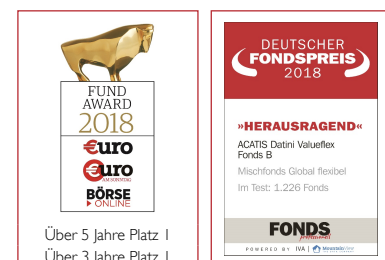 FUND
AWARD
2018
€uro
€uro
AM SONNTAG
BÖRSE
ONLINE
Über 5 Jahre Platz 1
Über 3 Jahre Platz 1
DEUTSCHER
FONDSPREIS
2018
»HERAUSRAGEND«
ACATIS Datini Valueflex
Fonds B
Mischfonds Global flexibel
Im Test: 1.226 Fonds
FONDS
professionell
POWERED BY IVA | MountainView